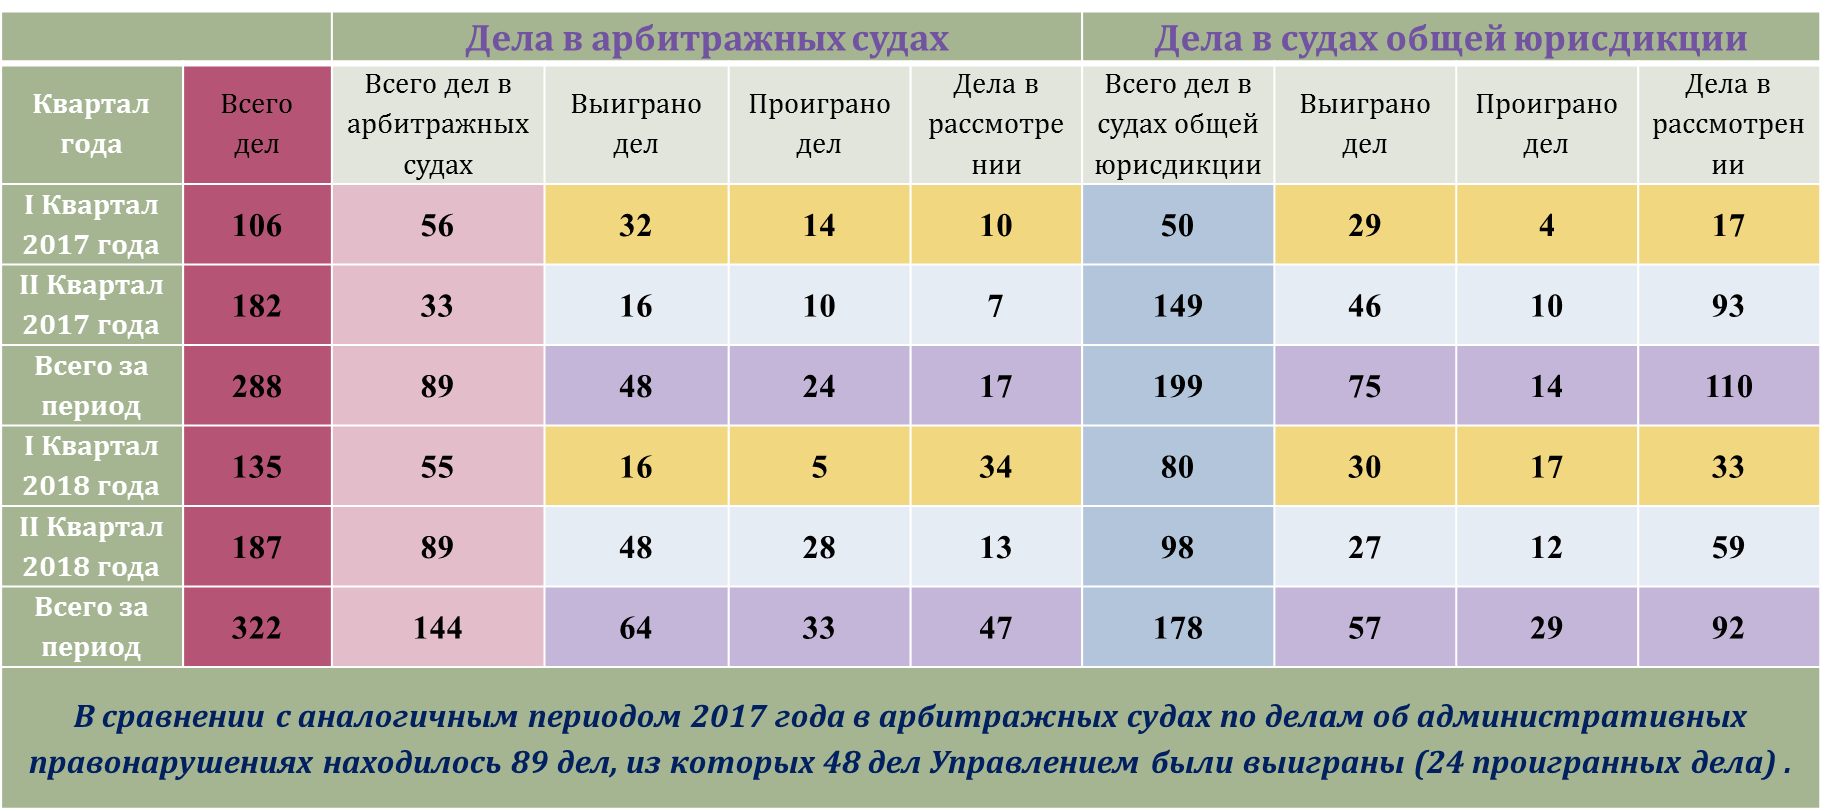 Дела в арбитражных судах Дела в судах общей юрисдикции
Квартал года Всего дел Всего дел в арбитражных судах Выиграно дел Проиграно дел Дела в рассмотре нии Всего дел в судах общей юрисдикции Выиграно дел Проиграно дел Дела в рассмотрен ии
I Квартал 2017 года 106 56 32 14 10 50 29 4 17
II Квартал 2017 года 182 33 16 10 7 149 46 10 93
Всего за период 288 89 48 24 17 199 75 14 110
I Квартал 2018 года 135 55 16 5 34 80 30 17 33
II Квартал 2018 года 187 89 48 28 13 98 27 12 59
Всего за период 322 144 64 33 47 178 57 29 92
В сравнении с аналогичным периодом 2017 года в арбитражных судах по делам об административных
правонарушениях находилось 89 дел, из которых 48 дел Управлением были выиграны (24 проигранных дела) .